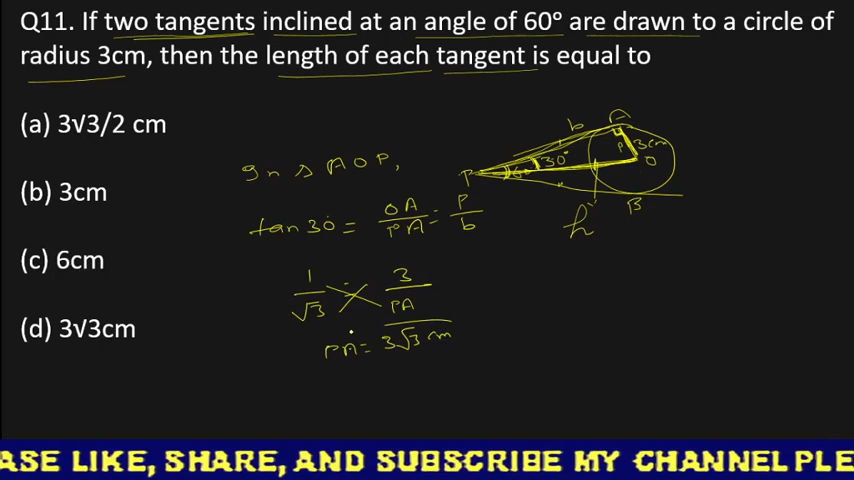 Q11. If two tangents inclined at an angle of 60° are drawn to a circle of
radius 3cm, then the length of each tangent is equal to
(a) 3√3/2 cm
(b) 3cm
(c) 6cm
(d) 3√3cm
A
b
P
60°
30°
P
3cm
O
B
h
In △ AOP,
tan 30° = OA/PA = P/b
1/√3 = 3/PA
PA = 3√3 cm
ASE LIKE, SHARE, AND SUBSCRIBE MY CHANNEL PLE